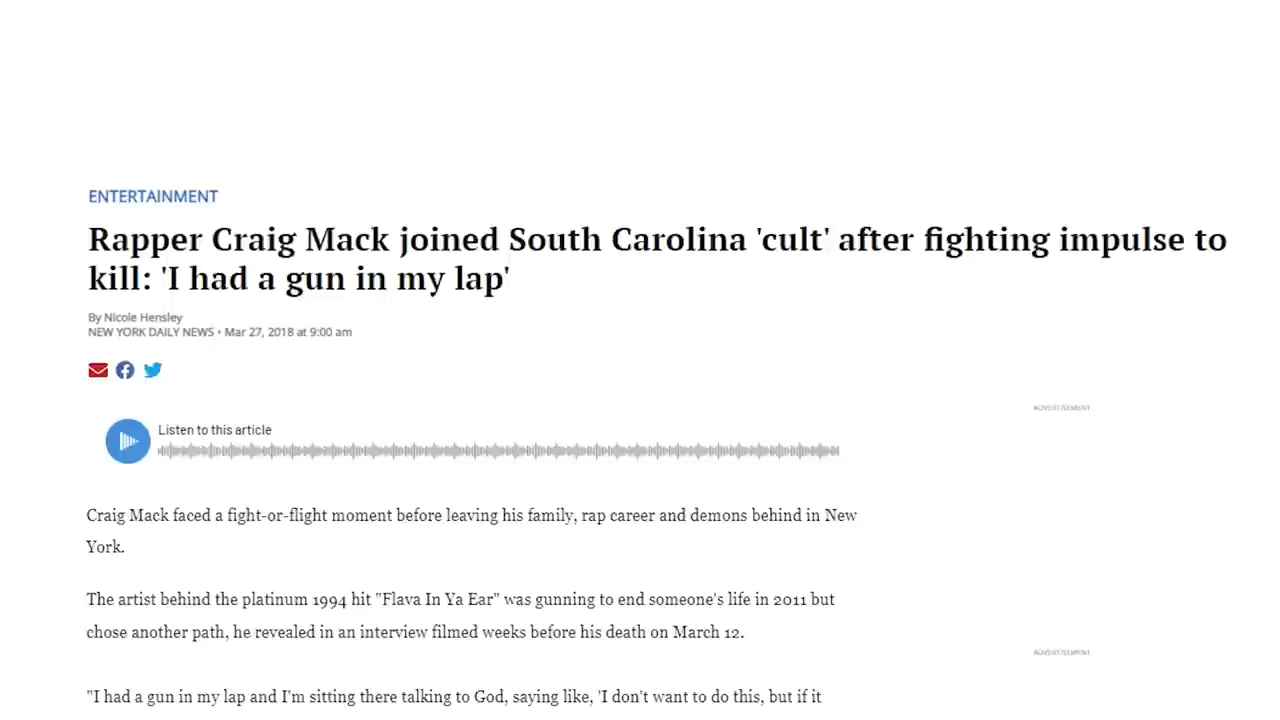 ENTERTAINMENT
Rapper Craig Mack joined South Carolina 'cult' after fighting impulse to
kill: 'I had a gun in my lap'
By Nicole Hensley
NEW YORK DAILY NEWS • Mar 27, 2018 at 9:00 am
ADVERTISEMENT
Listen to this article
Craig Mack faced a fight-or-flight moment before leaving his family, rap career and demons behind in New
York.
The artist behind the platinum 1994 hit "Flava In Ya Ear" was gunning to end someone's life in 2011 but
chose another path, he revealed in an interview filmed weeks before his death on March 12.
ADVERTISEMENT
"I had a gun in my lap and I'm sitting there talking to God, saying like, 'I don't want to do this, but if it